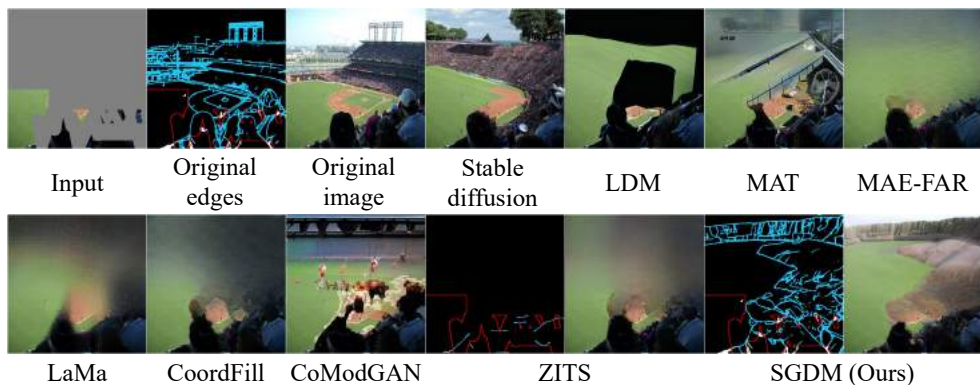 Input
Original
edges
Original
image
Stable
diffusion
LDM
MAT
MAE-FAR
LaMa
CoordFill
CoModGAN
ZITS
SGDM (Ours)